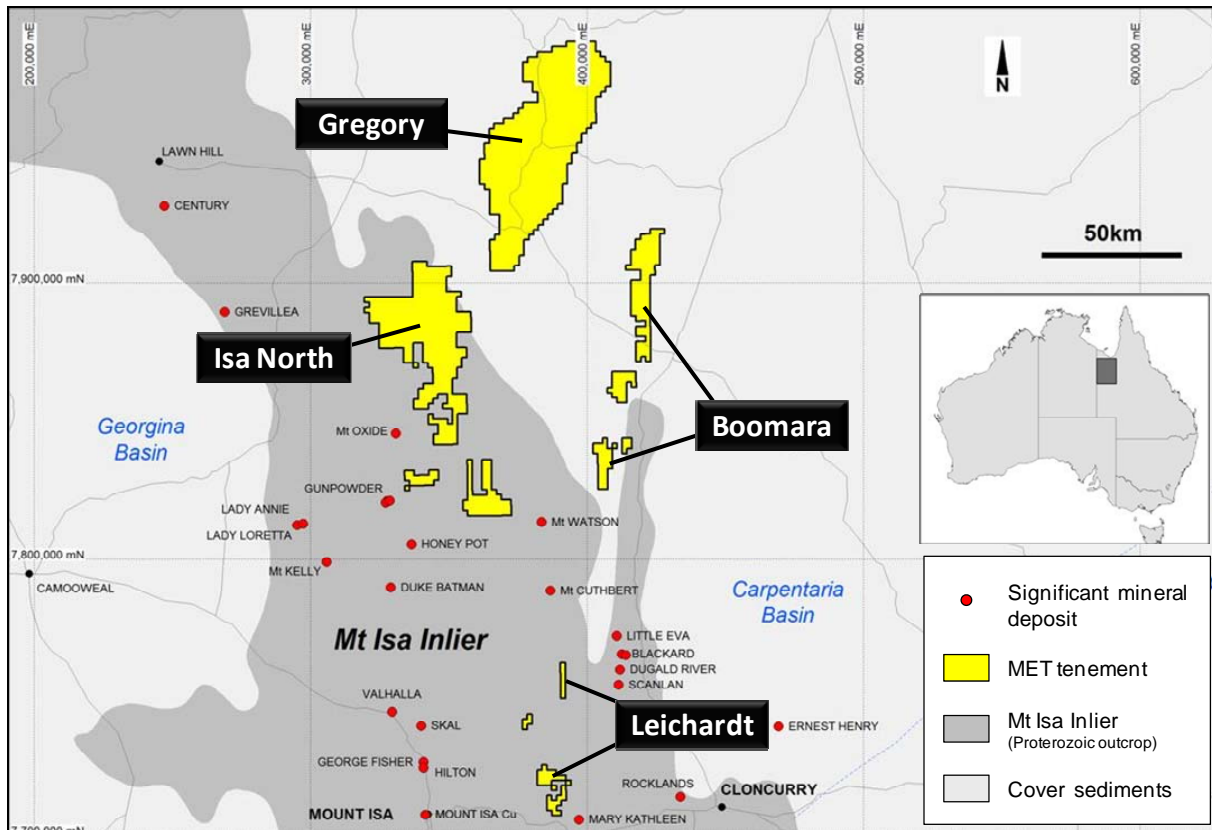 200,000 mE
300,000 mE
400,000 mE
500,000 mE
600,000 mE
N
Gregory
LAWN HILL
CENTURY
50km
7,900,000 mN
GREVILLEA
Isa North
Boomara
Georgina
Basin
Mt OXIDE
GUNPOWDER
LADY ANNIE
LADY LORETTA
Mt WATSON
HONEY POT
7,800,000 mN
Mt KELLY
CAMOOWEAL
DUKE BATMAN
Mt CUTHBERT
Carpentaria
Basin
Mt Isa Inlier
LITTLE EVA
BLACKARD
DUGALD RIVER
SCANLAN
VALHALLA
SKAL
Leichardt
ERNEST HENRY
GEORGE FISHER
HILTON
ROCKLANDS
CLONCURRY
MOUNT ISA
MOUNT ISA Cu
MARY KATHLEEN
7,700,000 mN
Significant mineral
deposit
MET tenement
Mt Isa Inlier
(Proterozoic outcrop)
Cover sediments